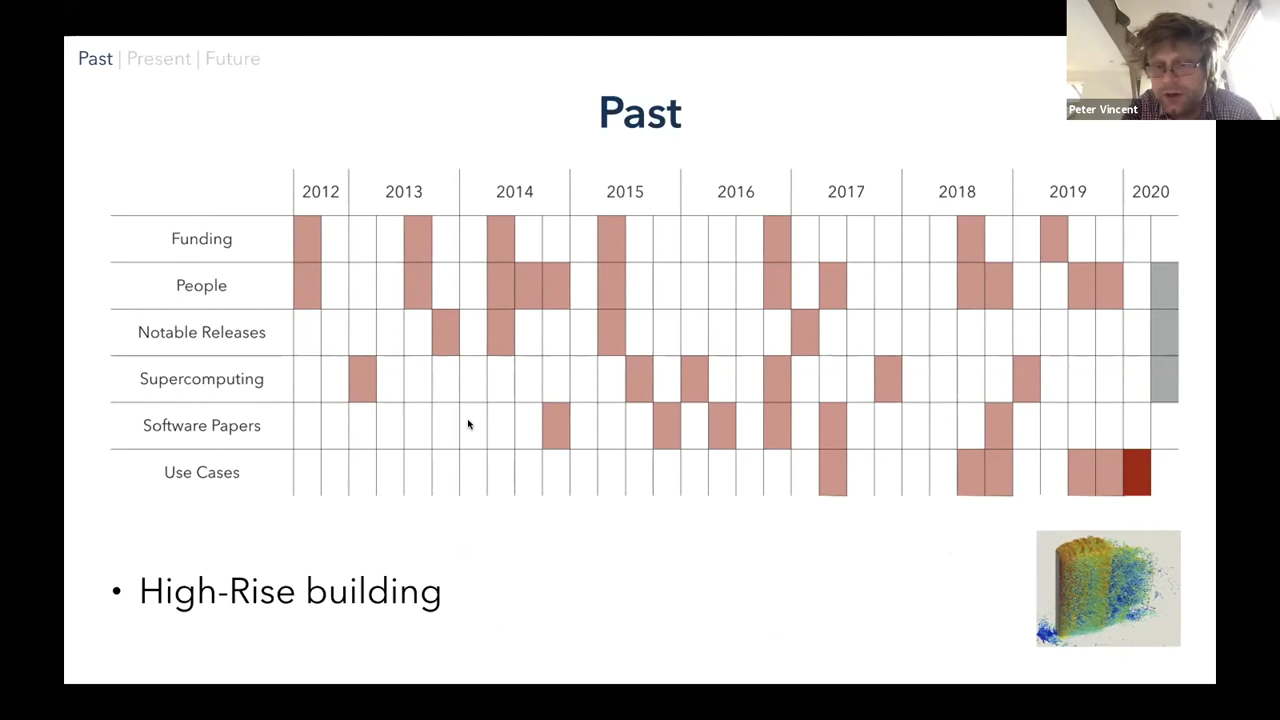 Past | Present | Future
Peter Vincent
Past
2012 2013 2014 2015 2016 2017 2018 2019 2020
Funding
People
Notable Releases
Supercomputing
Software Papers
Use Cases
• High-Rise building